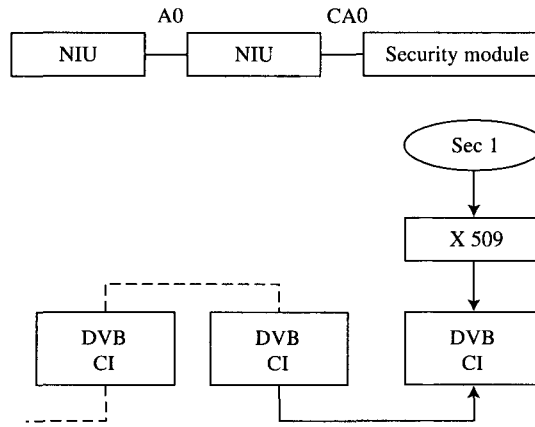 A0 CA0
NIU NIU Security module
Sec 1
X 509
DVB DVB DVB
CI CI CI